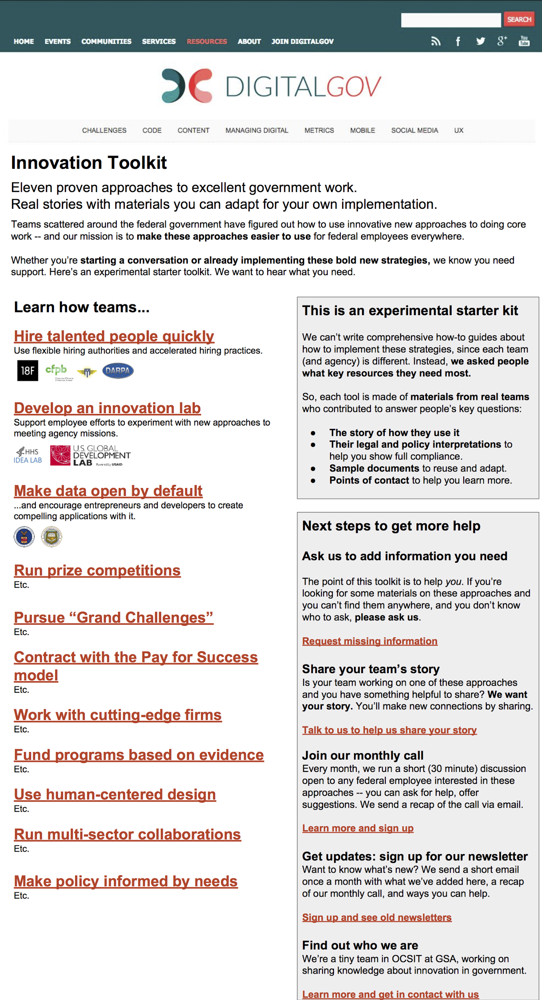 SEARCH
HOME EVENTS COMMUNITIES SERVICES RESOURCES ABOUT JOIN DIGITALGOV
f g+ You Tube
DIGITALGOV
CHALLENGES CODE CONTENT MANAGING DIGITAL METRICS MOBILE SOCIAL MEDIA UX
Innovation Toolkit
Eleven proven approaches to excellent government work.
Real stories with materials you can adapt for your own implementation.
Teams scattered around the federal government have figured out how to use innovative new approaches to doing core
work -- and our mission is to make these approaches easier to use for federal employees everywhere.
Whether you’re starting a conversation or already implementing these bold new strategies, we know you need
support. Here’s an experimental starter toolkit. We want to hear what you need.
Learn how teams...
Hire talented people quickly
Use flexible hiring authorities and accelerated hiring practices.
18F cfpb Consumer Financial Protection Bureau DARPA
Develop an innovation lab
Support employee efforts to experiment with new approaches to
meeting agency missions.
HHS
IDEA LAB
U.S. GLOBAL
DEVELOPMENT
LAB Powered by USAID
Make data open by default
...and encourage entrepreneurs and developers to create
compelling applications with it.
Run prize competitions
Etc.
Pursue “Grand Challenges”
Etc.
Contract with the Pay for Success
model
Etc.
Work with cutting-edge firms
Etc.
Fund programs based on evidence
Etc.
Use human-centered design
Etc.
Run multi-sector collaborations
Etc.
Make policy informed by needs
Etc.
This is an experimental starter kit
We can’t write comprehensive how-to guides about
how to implement these strategies, since each team
(and agency) is different. Instead, we asked people
what key resources they need most.
So, each tool is made of materials from real teams
who contributed to answer people’s key questions:
● The story of how they use it
● Their legal and policy interpretations to
help you show full compliance.
● Sample documents to reuse and adapt.
● Points of contact to help you learn more.
Next steps to get more help
Ask us to add information you need
The point of this toolkit is to help you. If you’re
looking for some materials on these approaches and
you can’t find them anywhere, and you don’t know
who to ask, please ask us.
Request missing information
Share your team’s story
Is your team working on one of these approaches
and you have something helpful to share? We want
your story. You’ll make new connections by sharing.
Talk to us to help us share your story
Join our monthly call
Every month, we run a short (30 minute) discussion
open to any federal employee interested in these
approaches -- you can ask for help, offer
suggestions. We send a recap of the call via email.
Learn more and sign up
Get updates: sign up for our newsletter
Want to know what’s new? We send a short email
once a month with what we’ve added here, a recap
of our monthly call, and ways you can help.
Sign up and see old newsletters
Find out who we are
We’re a tiny team in OCSIT at GSA, working on
sharing knowledge about innovation in government.
Learn more and get in contact with us